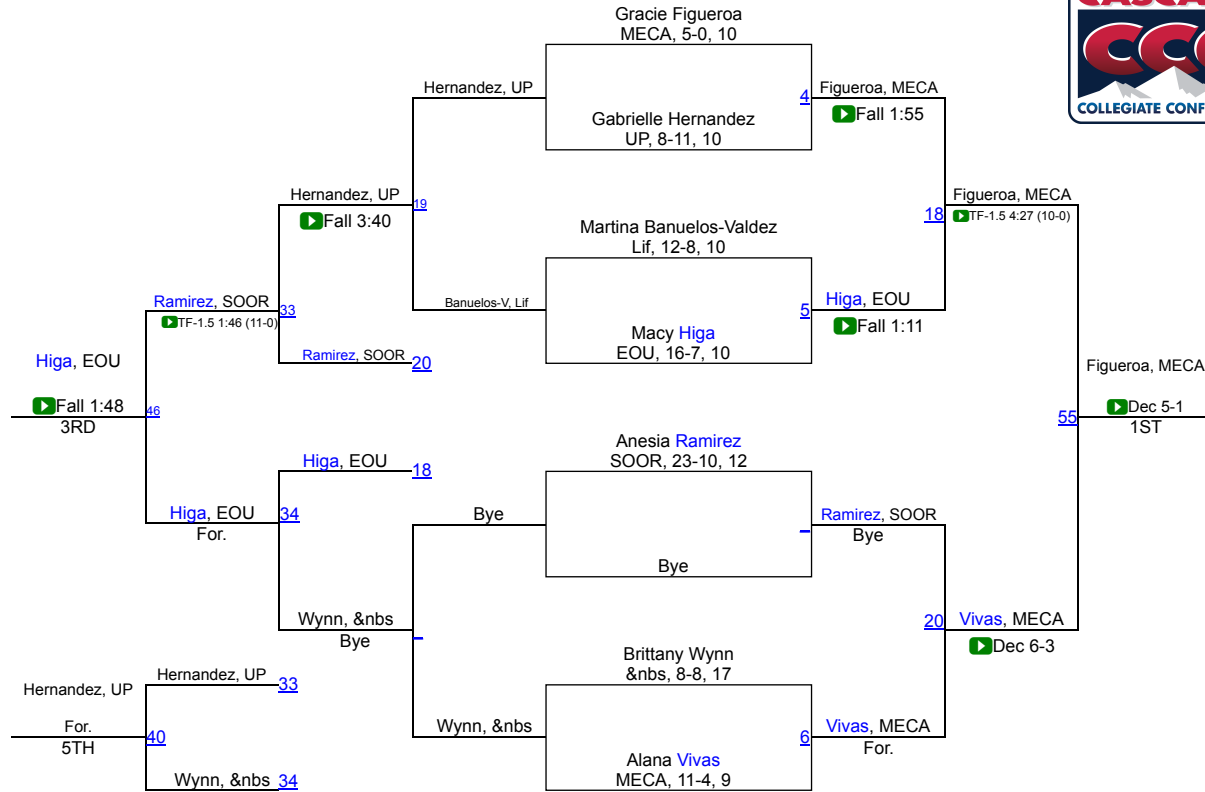 Gracie Figueroa
MECA, 5-0, 10
Hernandez, UP
4
Figueroa, MECA
Fall 1:55
Gabrielle Hernandez
UP, 8-11, 10
COLLEGIATE CONF
Hernandez, UP
19
Fall 3:40
18
Figueroa, MECA
TF-1.5 4:27 (10-0)
Martina Banuelos-Valdez
Lif, 12-8, 10
Ramirez, SOOR
33
TF-1.5 1:46 (11-0)
Banuelos-V, Lif
5
Higa, EOU
Fall 1:11
Macy Higa
EOU, 16-7, 10
Ramirez, SOOR 20
Higa, EOU
Fall 1:48
46
3RD
Figueroa, MECA
55
Dec 5-1
1ST
Anesia Ramirez
SOOR, 23-10, 12
Higa, EOU 18
Higa, EOU
34
For.
Bye
-
Ramirez, SOOR
Bye
Bye
Wynn, &nbs
-
Bye
20
Vivas, MECA
Dec 6-3
Brittany Wynn
&nbs, 8-8, 17
Hernandez, UP
Hernandez, UP 33
For.
40
5TH
Wynn, &nbs
6
Vivas, MECA
For.
Alana Vivas
MECA, 11-4, 9
Wynn, &nbs 34